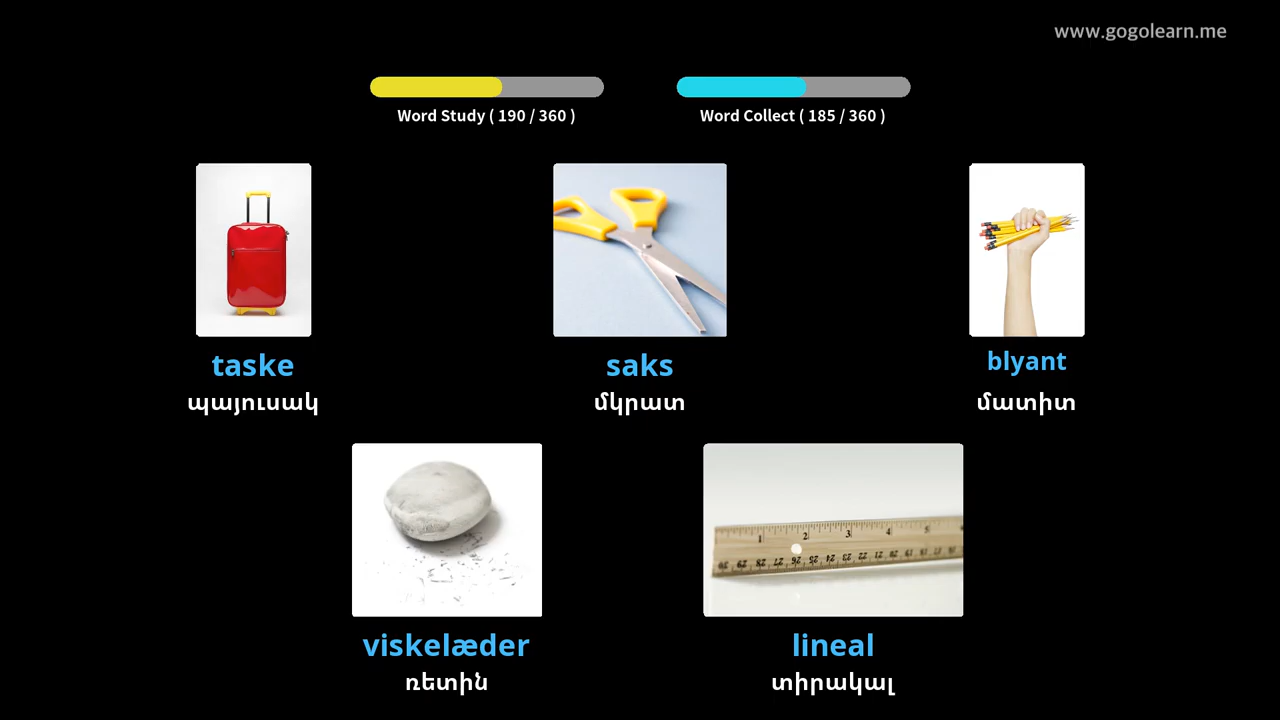 www.gogolearn.me
Word Study ( 190 / 360 )
Word Collect ( 185 / 360 )
taske
պայուսակ
saks
մկրատ
blyant
մատիտ
viskelæder
ռետին
lineal
տիրակալ